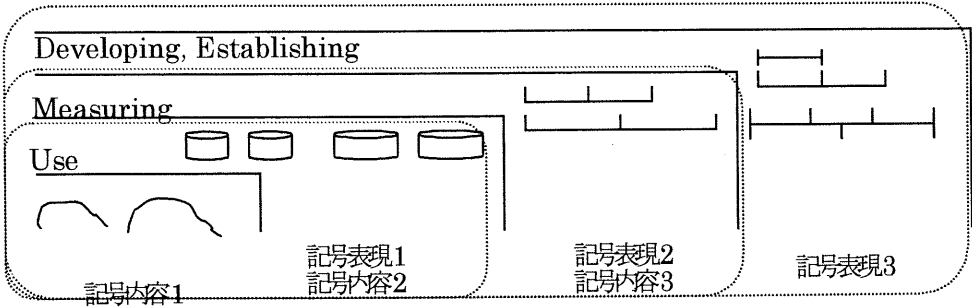 Developing, Establishing
Measuring
Use
記号表現1
記号内容2
記号表現2
記号内容3
記号表現3
記号内容1